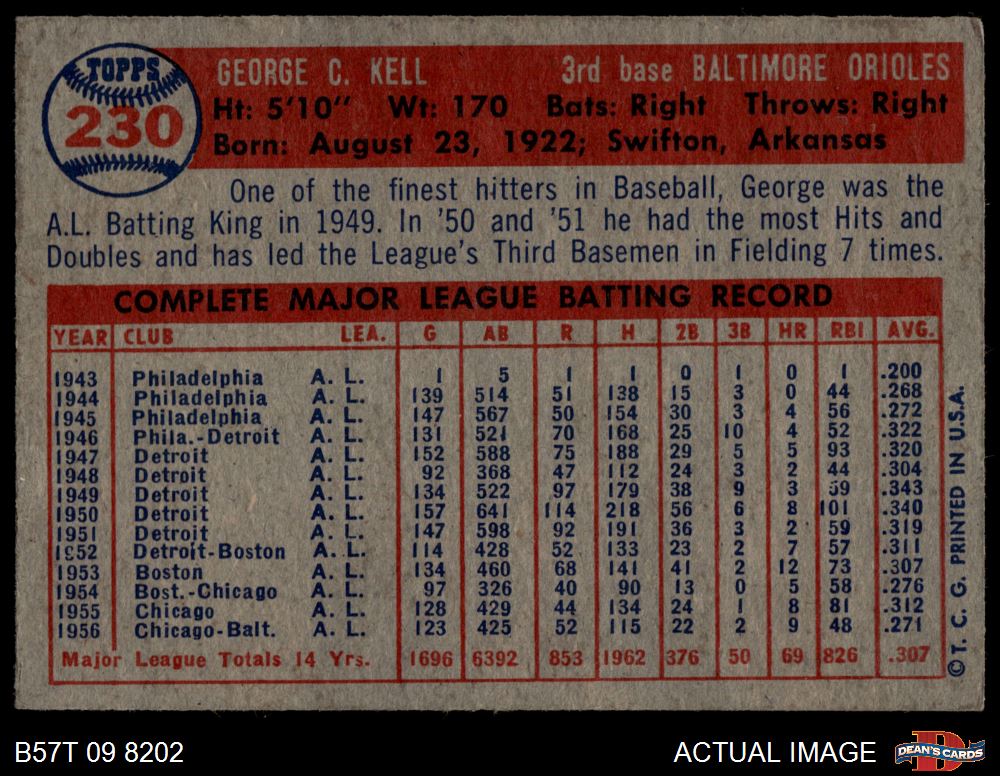 TOPPS
230
GEORGE C. KELL 3rd base BALTIMORE ORIOLES
Ht: 5'10" Wt: 170 Bats: Right Throws: Right
Born: August 23, 1922; Swifton, Arkansas
One of the finest hitters in Baseball, George was the
A.L. Batting King in 1949. In '50 and '51 he had the most Hits and
Doubles and has led the League's Third Basemen in Fielding 7 times.
COMPLETE MAJOR LEAGUE BATTING RECORD
YEAR CLUB LEA. G AB R H 2B 3B HR RBI AVG.
1943 Philadelphia A. L. 1 5 1 1 0 1 0 1 .200
1944 Philadelphia A. L. 139 514 51 138 15 3 0 44 .268
1945 Philadelphia A. L. 147 567 50 154 30 3 4 56 .272
1946 Phila.-Detroit A. L. 131 521 70 168 25 10 4 52 .322
1947 Detroit A. L. 152 588 75 188 29 5 5 93 .320
1948 Detroit A. L. 92 368 47 112 24 3 2 44 .304
1949 Detroit A. L. 134 522 97 179 38 9 3 59 .343
1950 Detroit A. L. 157 641 114 218 56 6 8 101 .340
1951 Detroit A. L. 147 598 92 191 36 3 2 59 .319
1952 Detroit-Boston A. L. 114 428 52 133 23 2 7 57 .311
1953 Boston A. L. 134 460 68 141 41 2 12 73 .307
1954 Bost.-Chicago A. L. 97 326 40 90 13 0 5 58 .276
1955 Chicago A. L. 128 429 44 134 24 1 8 81 .312
1956 Chicago-Balt. A. L. 123 425 52 115 22 2 9 48 .271
Major League Totals 14 Yrs. 1696 6392 853 1962 376 50 69 826 .307
© T. C. G. PRINTED IN U.S.A.
B57T 09 8202 ACTUAL IMAGE
D
DEAN'S CARDS